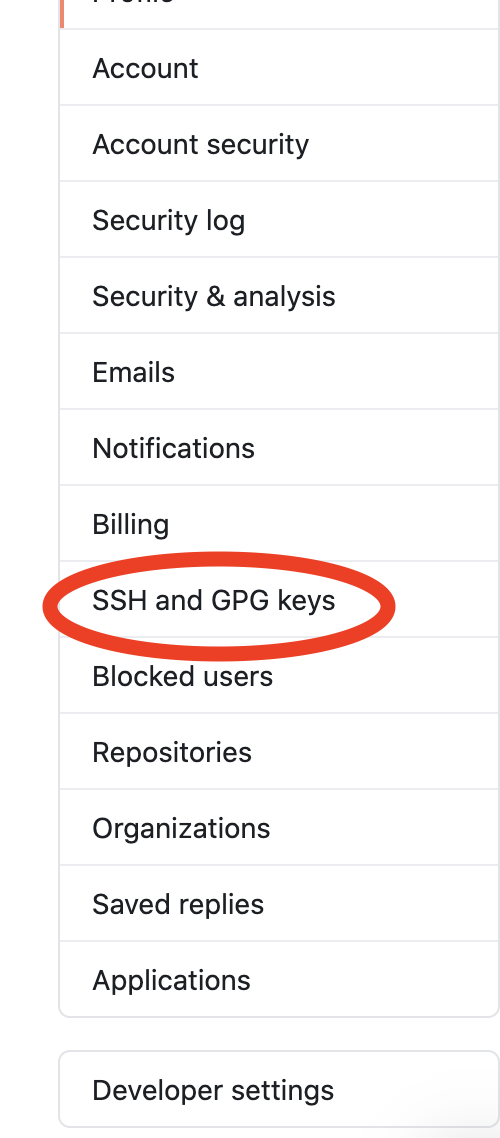 Profile
Account
Account security
Security log
Security & analysis
Emails
Notifications
Billing
SSH and GPG keys
Blocked users
Repositories
Organizations
Saved replies
Applications
Developer settings